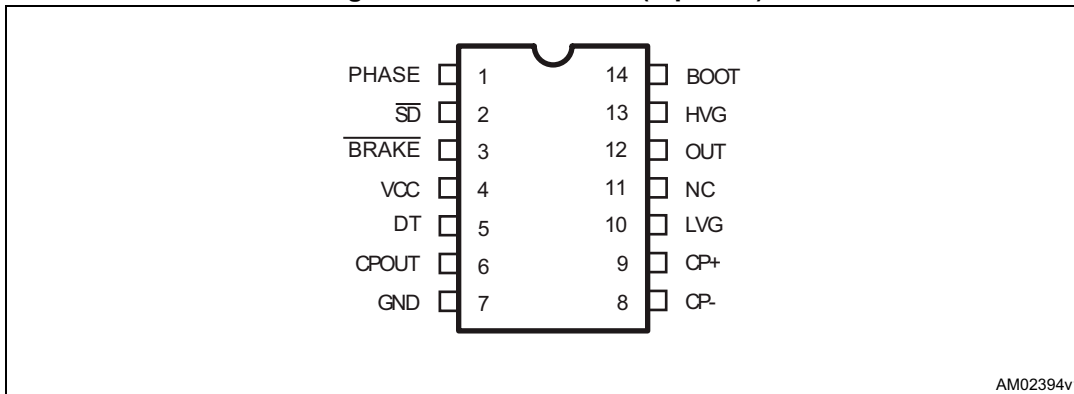 PHASE 1 14 BOOT
SD 2 13 HVG
BRAKE 3 12 OUT
VCC 4 11 NC
DT 5 10 LVG
CPOUT 6 9 CP+
GND 7 8 CP-
AM02394v